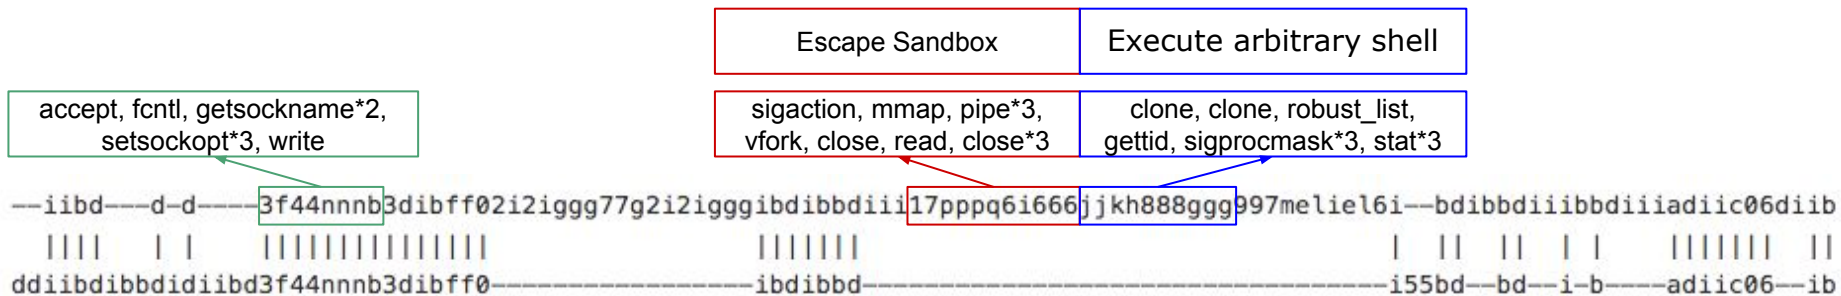 Escape Sandbox
Execute arbitrary shell
accept, fcntl, getsockname*2,
setsockopt*3, write
sigaction, mmap, pipe*3,
vfork, close, read, close*3
clone, clone, robust_list,
gettid, sigprocmask*3, stat*3
——iibd———d—d————3f44nnnb3dibff02i2iggg77g2i2igggibdibbdiii17pppq6i666jjkh888ggg997meliel6i——bdibbdiiibbdiiiadiic06diib
|||| | | ||||||||||||||| ||||||| | || || | | ||||||| ||
ddiibdibbdidiibd3f44nnnb3dibff0—————————————————ibdibbd——————————————————————————————————i55bd——bd——i—b————adiic06——ib